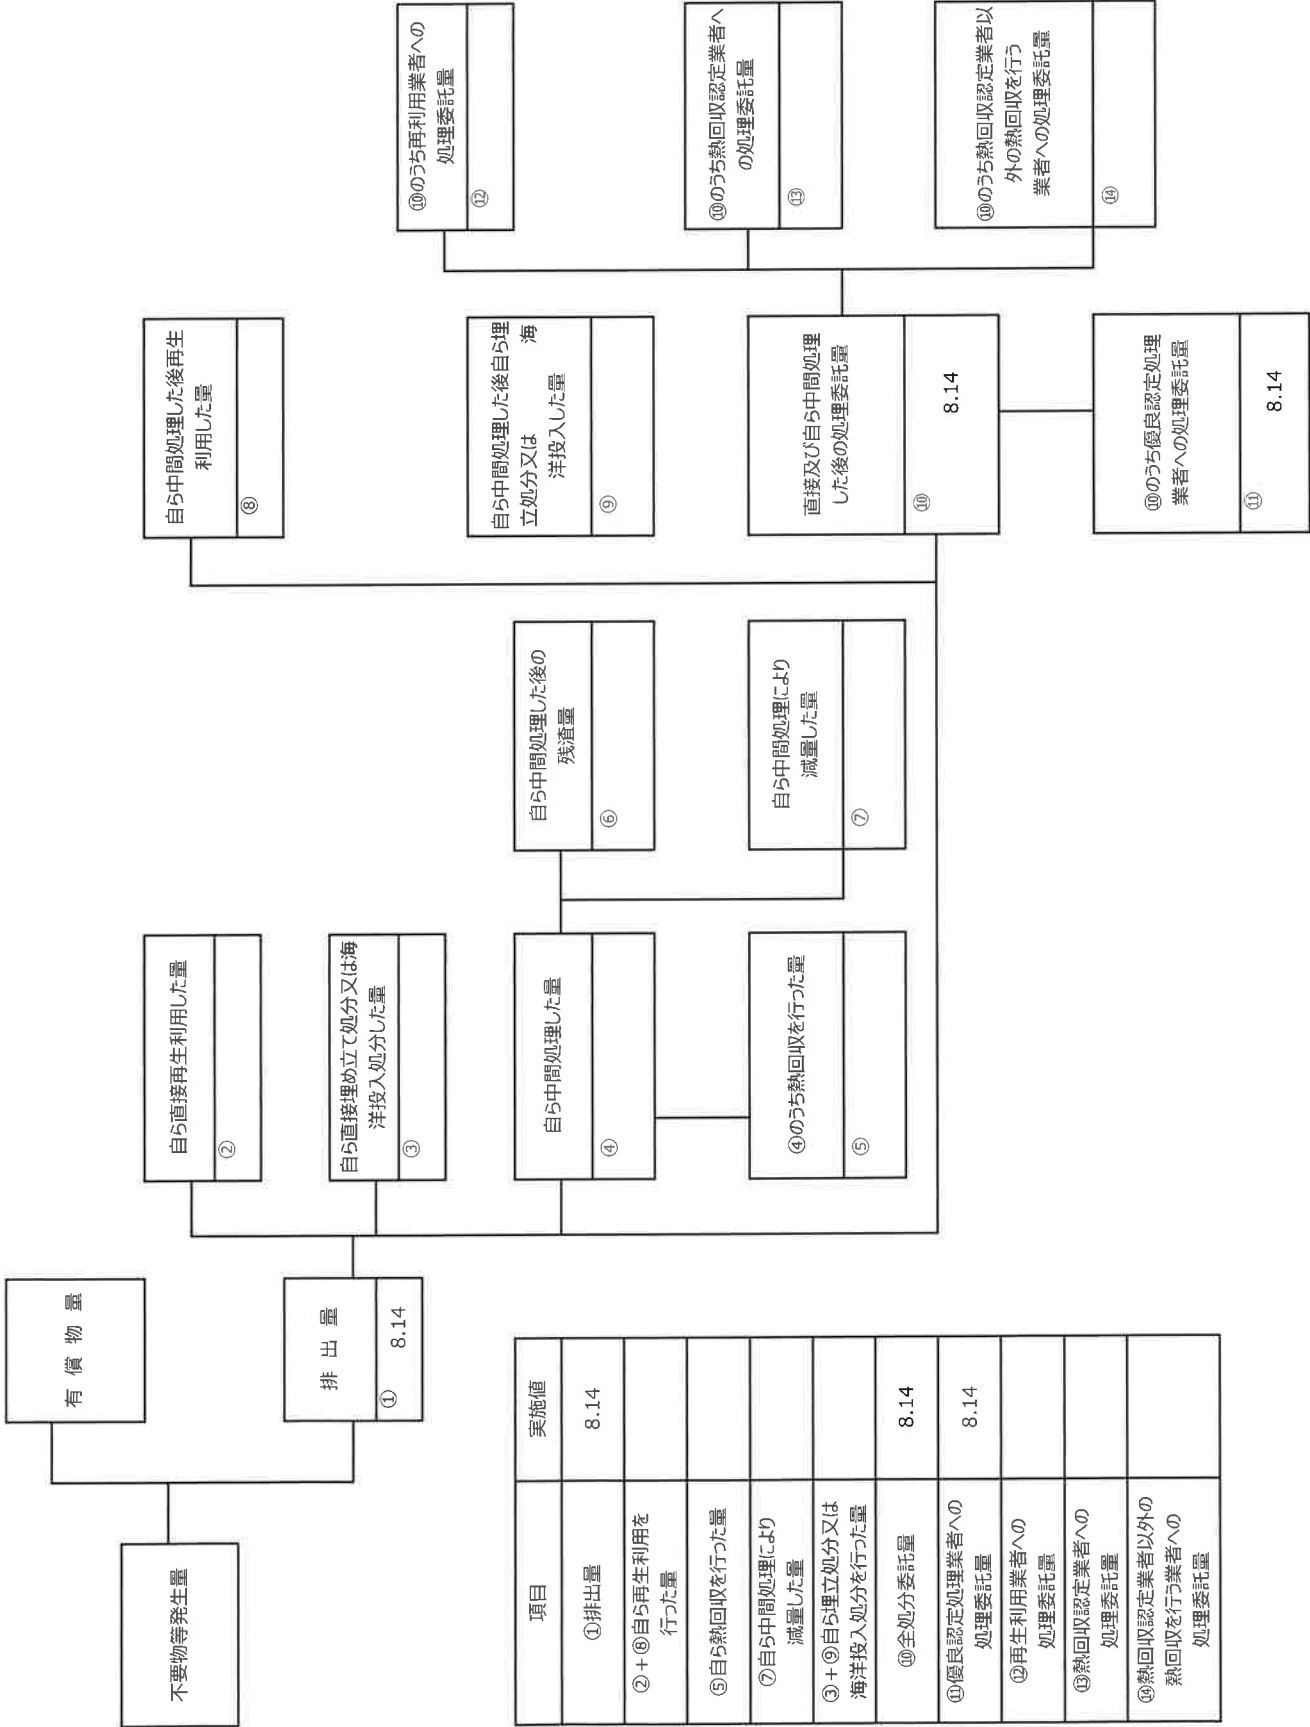 不要物等発生量
有 償 物 量
排 出 量
① 8.14
自ら直接再生利用した量
②
自ら直接埋め立て処分又は海
洋投入処分した量
③
自ら中間処理した量
④
④のうち熱回収を行った量
⑤
自ら中間処理した後の
残渣量
⑥
自ら中間処理により
減量した量
⑦
自ら中間処理した後再生
利用した量
⑧
自ら中間処理した後自ら埋
立処分又は 海
洋投入した量
⑨
直接及び自ら中間処理
した後の処理委託量
⑩ 8.14
⑩のうち優良認定処理
業者への処理委託量
⑪ 8.14
⑩のうち再利用業者への
処理委託量
⑫
⑩のうち熱回収認定業者へ
の処理委託量
⑬
⑩のうち熱回収認定業者以
外の熱回収を行う
業者への処理委託量
⑭
項目 実施値
①排出量 8.14
②+⑧自ら再生利用を
行った量
⑤自ら熱回収を行った量
⑦自ら中間処理により
減量した量
③+⑨自ら埋立処分又は
海洋投入処分を行った量
⑩全処分委託量 8.14
⑪優良認定処理業者への
処理委託量 8.14
⑫再生利用業者への
処理委託量
⑬熱回収認定業者への
処理委託量
⑭熱回収認定業者以外の
熱回収を行う業者への
処理委託量